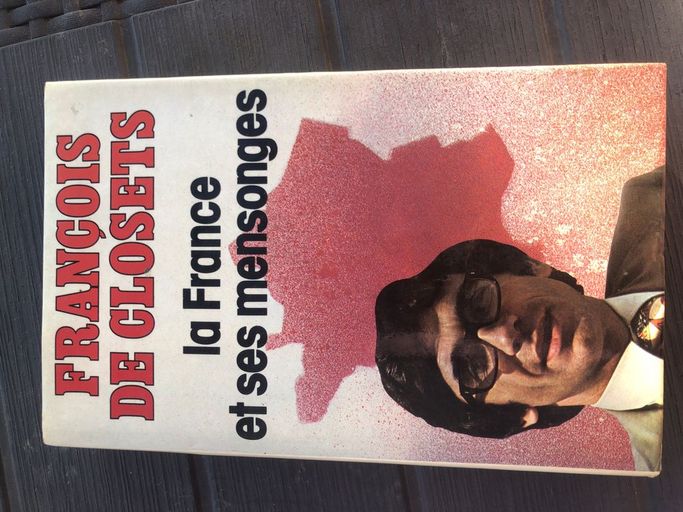 FRANÇOIS
DE CLOSETS
la France
et ses mensonges